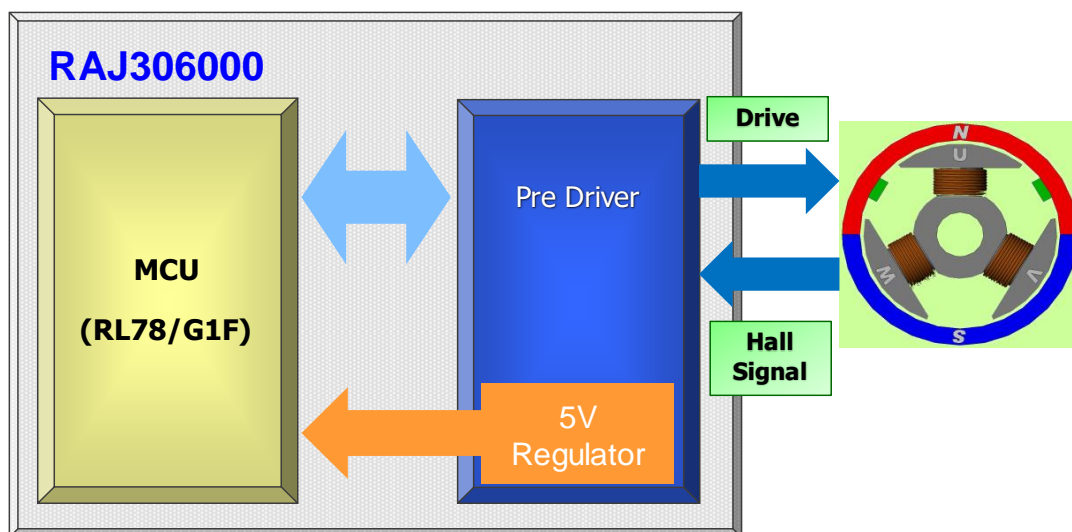 RAJ306000
MCU
(RL78/G1F)
Pre Driver
5V
Regulator
Drive
Hall
Signal
N
U
W
V
S